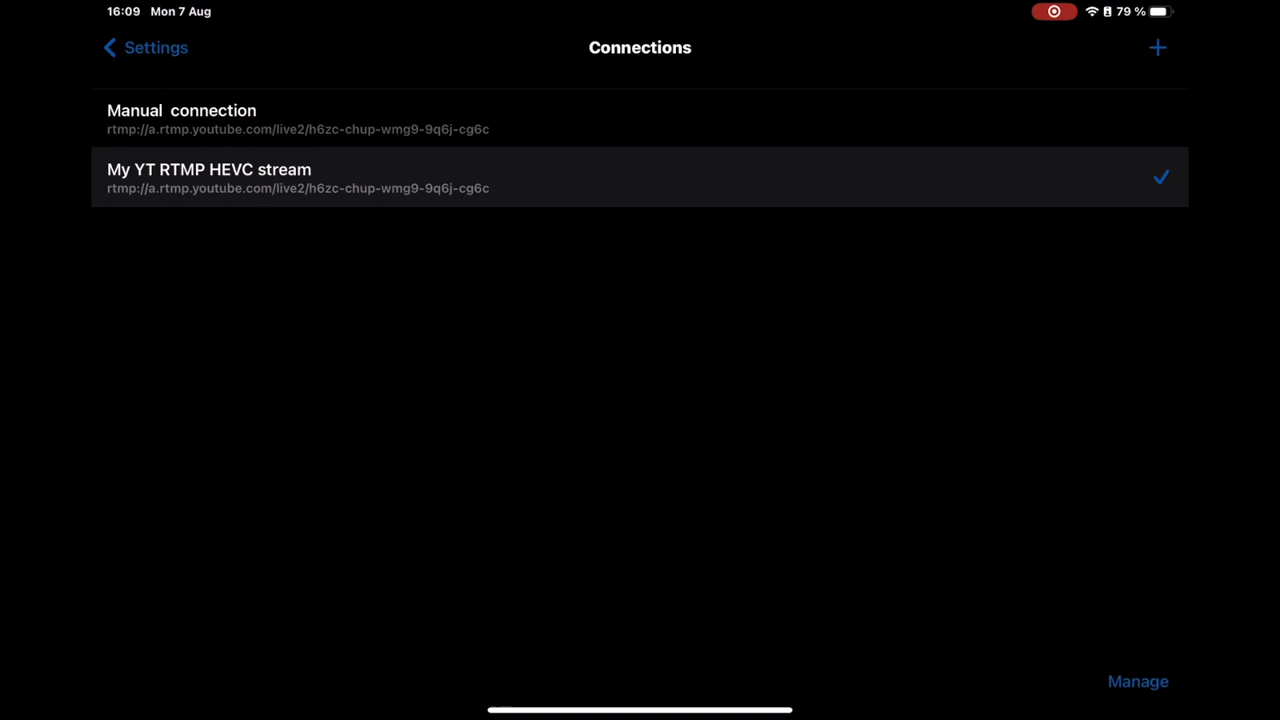 16:09 Mon 7 Aug 79 %
Settings Connections
Manual connection
rtmp://a.rtmp.youtube.com/live2/h6zc-chup-wmg9-9q6j-cg6c
My YT RTMP HEVC stream
rtmp://a.rtmp.youtube.com/live2/h6zc-chup-wmg9-9q6j-cg6c
Manage